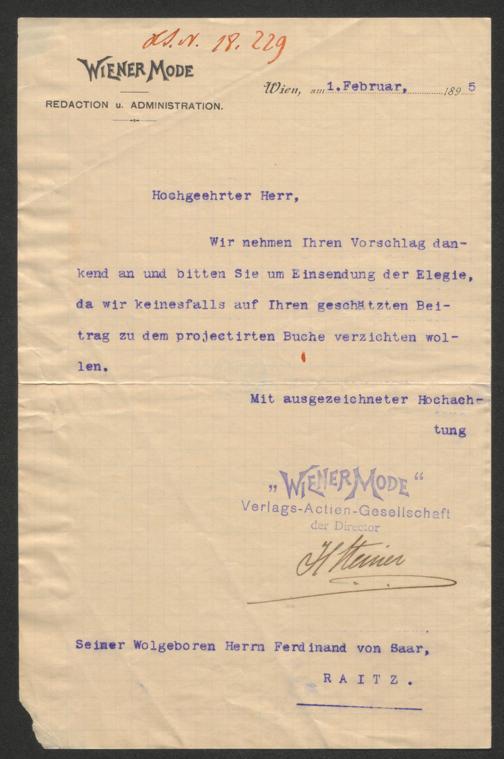 I.N. 18.229
WIENER MODE
REDACTION u. ADMINISTRATION.
Wien, am 1.Februar, 1895
Hochgeehrter Herr,
Wir nehmen Ihren Vorschlag dan-
kend an und bitten Sie um Einsendung der Elegie,
da wir keinesfalls auf Ihren geschätzten Bei-
trag zu dem projectirten Buche verzichten wol-
len.
Mit ausgezeichneter Hochach-
tung
„WIENER MODE“
Verlags-Actien-Gesellschaft
der Director
H Steiner
Seiner Wolgeboren Herrn Ferdinand von Saar,
RAITZ.